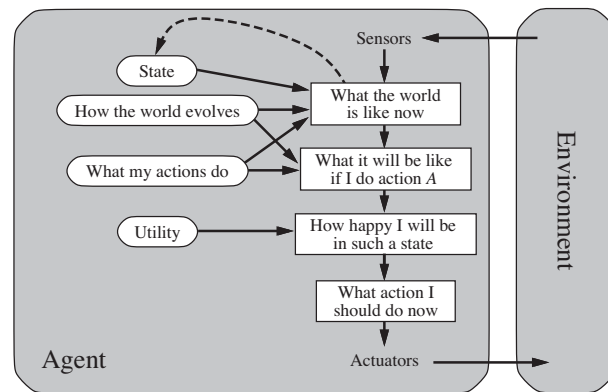 Sensors
State
What the world
is like now
How the world evolves
What my actions do
What it will be like
if I do action A
Utility
How happy I will be
in such a state
What action I
should do now
Agent
Actuators
Environment